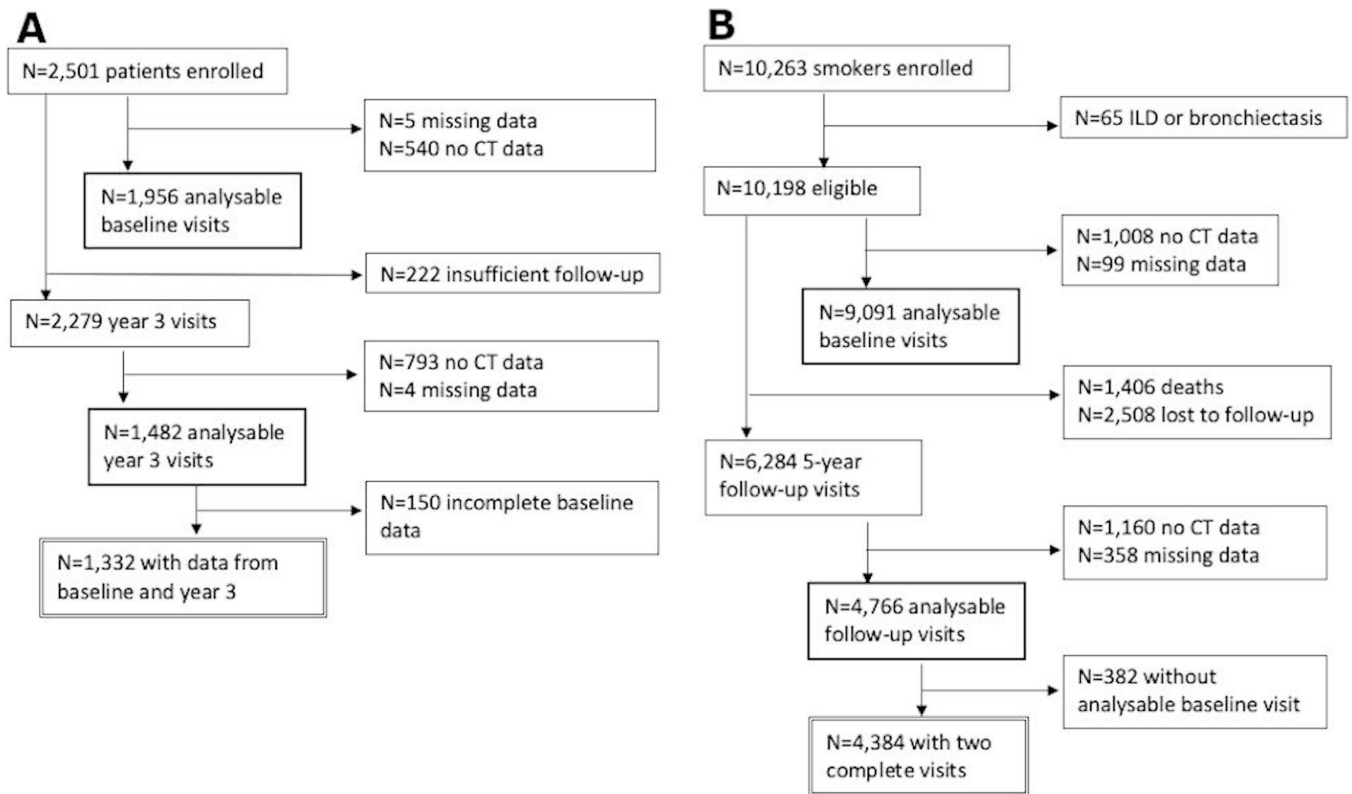 A
N=2,501 patients enrolled
N=5 missing data
N=540 no CT data
N=1,956 analysable
baseline visits
N=222 insufficient follow-up
N=2,279 year 3 visits
N=793 no CT data
N=4 missing data
N=1,482 analysable
year 3 visits
N=150 incomplete baseline
data
N=1,332 with data from
baseline and year 3
B
N=10,263 smokers enrolled
N=65 ILD or bronchiectasis
N=10,198 eligible
N=1,008 no CT data
N=99 missing data
N=9,091 analysable
baseline visits
N=1,406 deaths
N=2,508 lost to follow-up
N=6,284 5-year
follow-up visits
N=1,160 no CT data
N=358 missing data
N=4,766 analysable
follow-up visits
N=382 without
analysable baseline visit
N=4,384 with two
complete visits